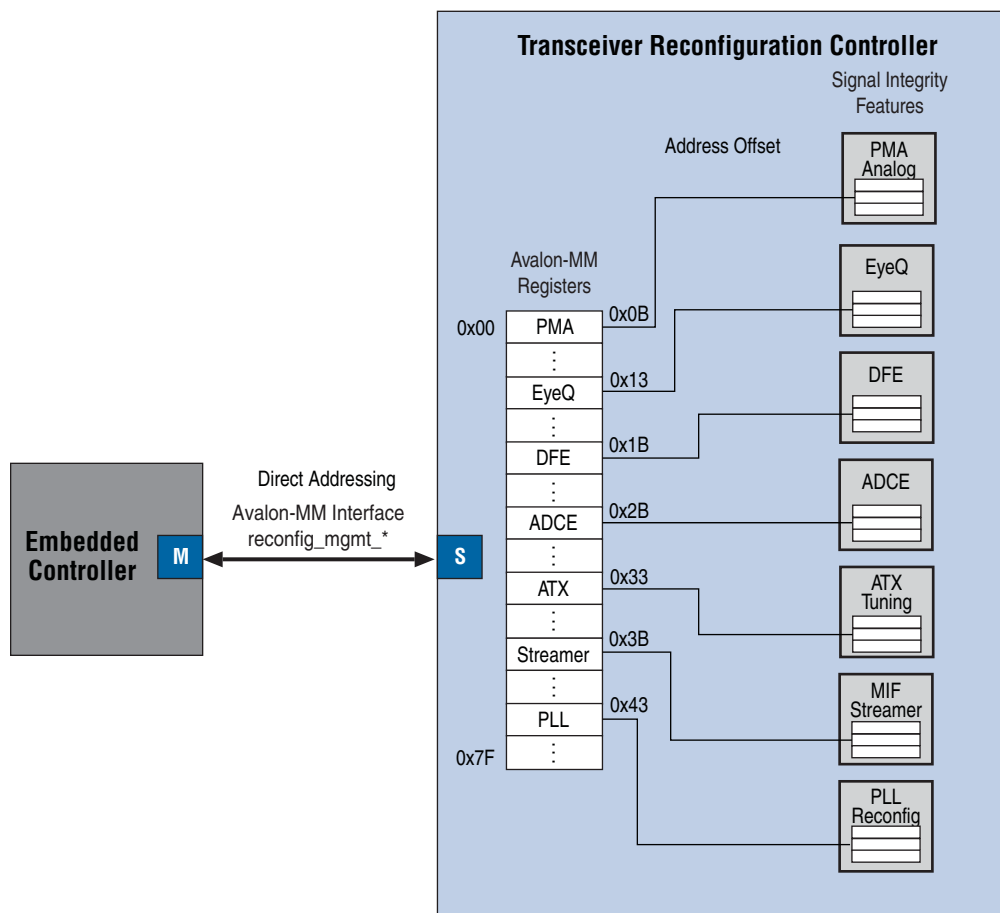 Transceiver Reconfiguration Controller
Signal Integrity
Features
Address Offset
PMA
Analog
EyeQ
DFE
ADCE
ATX
Tuning
MIF
Streamer
PLL
Reconfig
Avalon-MM
Registers
0x00
PMA
0x0B
⋮
EyeQ
0x13
⋮
DFE
0x1B
⋮
ADCE
0x2B
⋮
ATX
0x33
⋮
Streamer
0x3B
⋮
PLL
0x43
⋮
0x7F
Embedded
Controller
M
Direct Addressing
Avalon-MM Interface
reconfig_mgmt_*
S